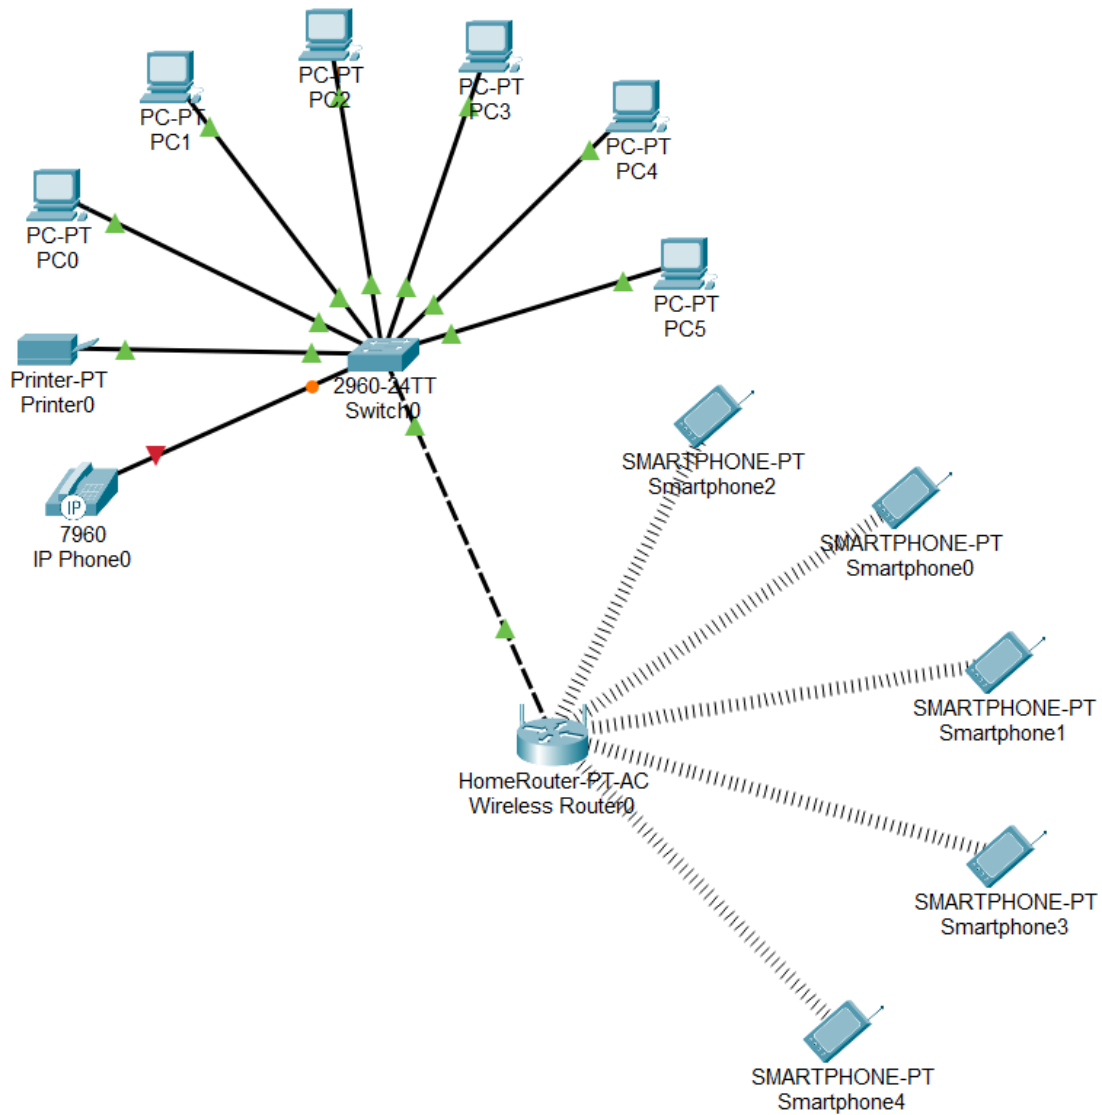 PC-PT
PC2
PC-PT
PC3
PC-PT
PC1
PC-PT
PC4
PC-PT
PC0
PC-PT
PC5
Printer-PT
Printer0
2960-24TT
Switch0
SMARTPHONE-PT
Smartphone2
IP
7960
IP Phone0
SMARTPHONE-PT
Smartphone0
SMARTPHONE-PT
Smartphone1
HomeRouter-PT-AC
Wireless Router0
SMARTPHONE-PT
Smartphone3
SMARTPHONE-PT
Smartphone4